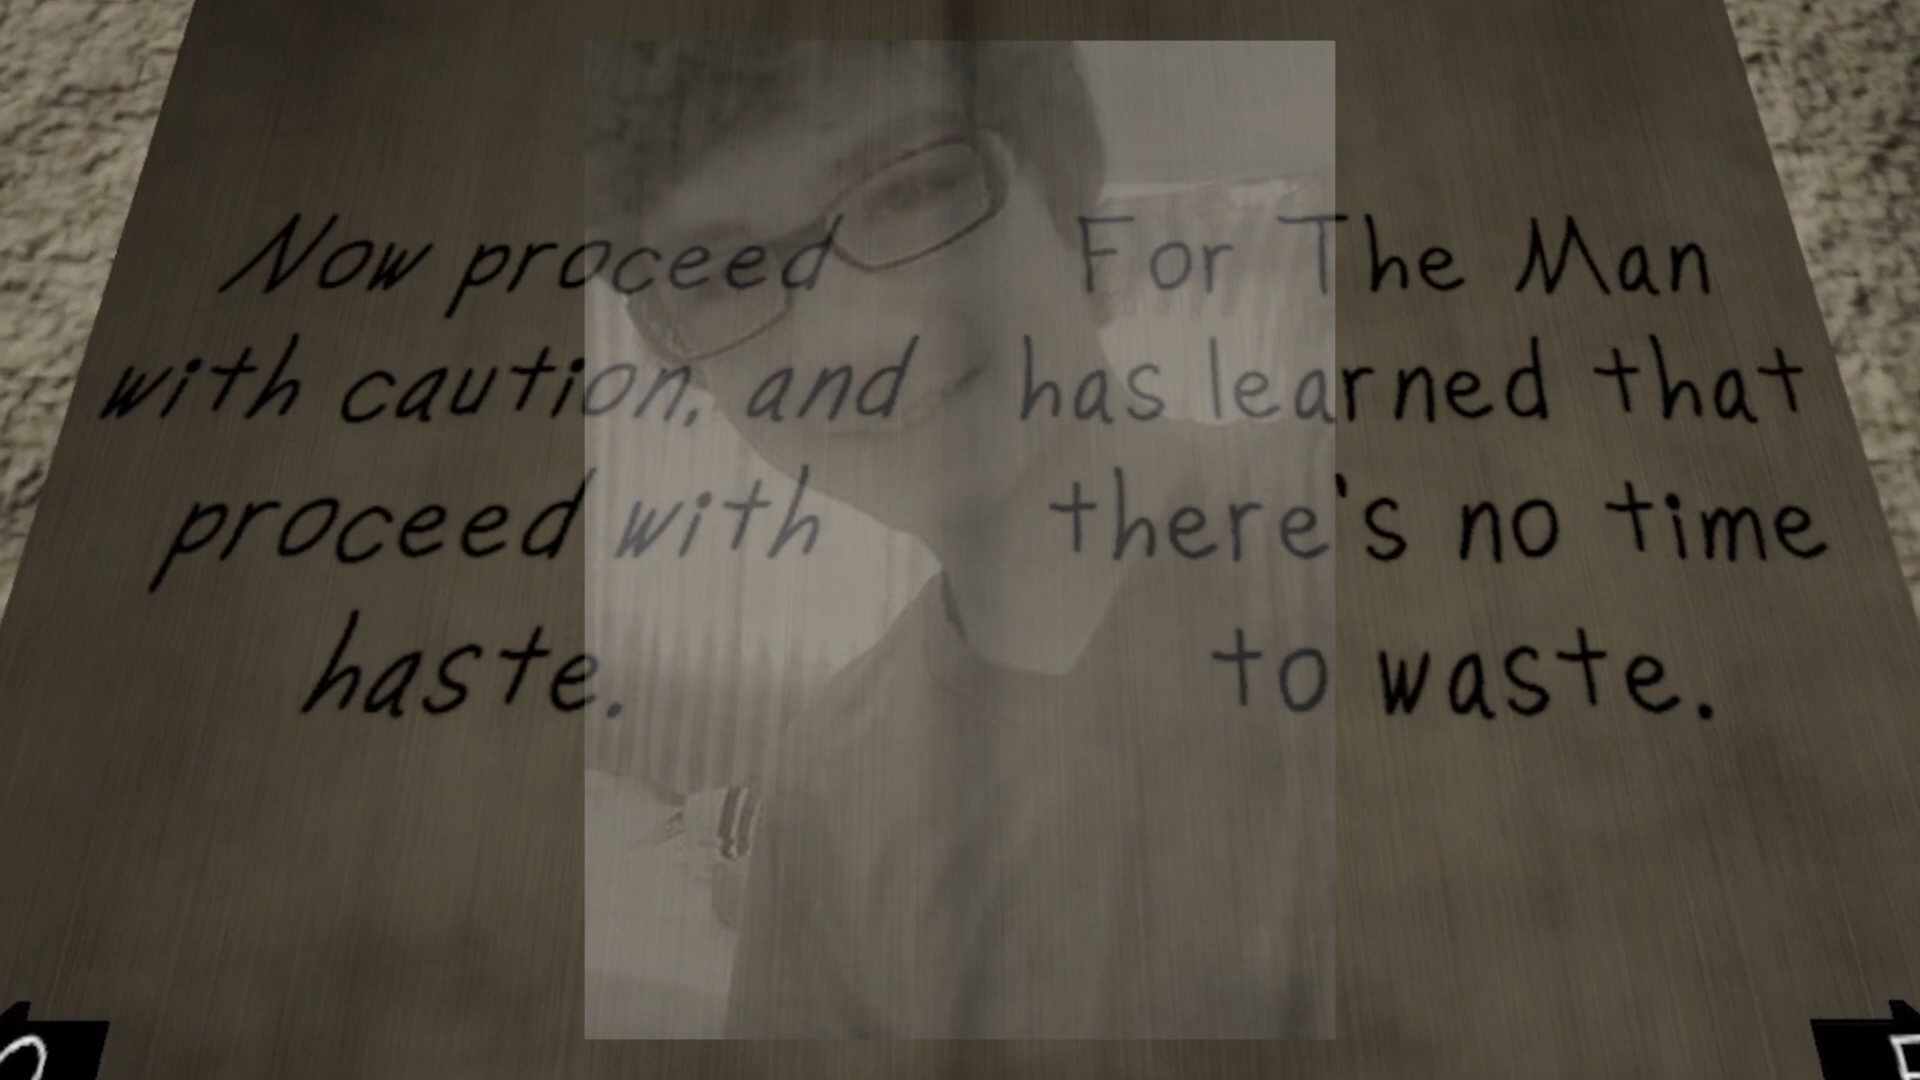 Now proceed
with caution, and
proceed with
haste.
For The Man
has learned that
there's no time
to waste.